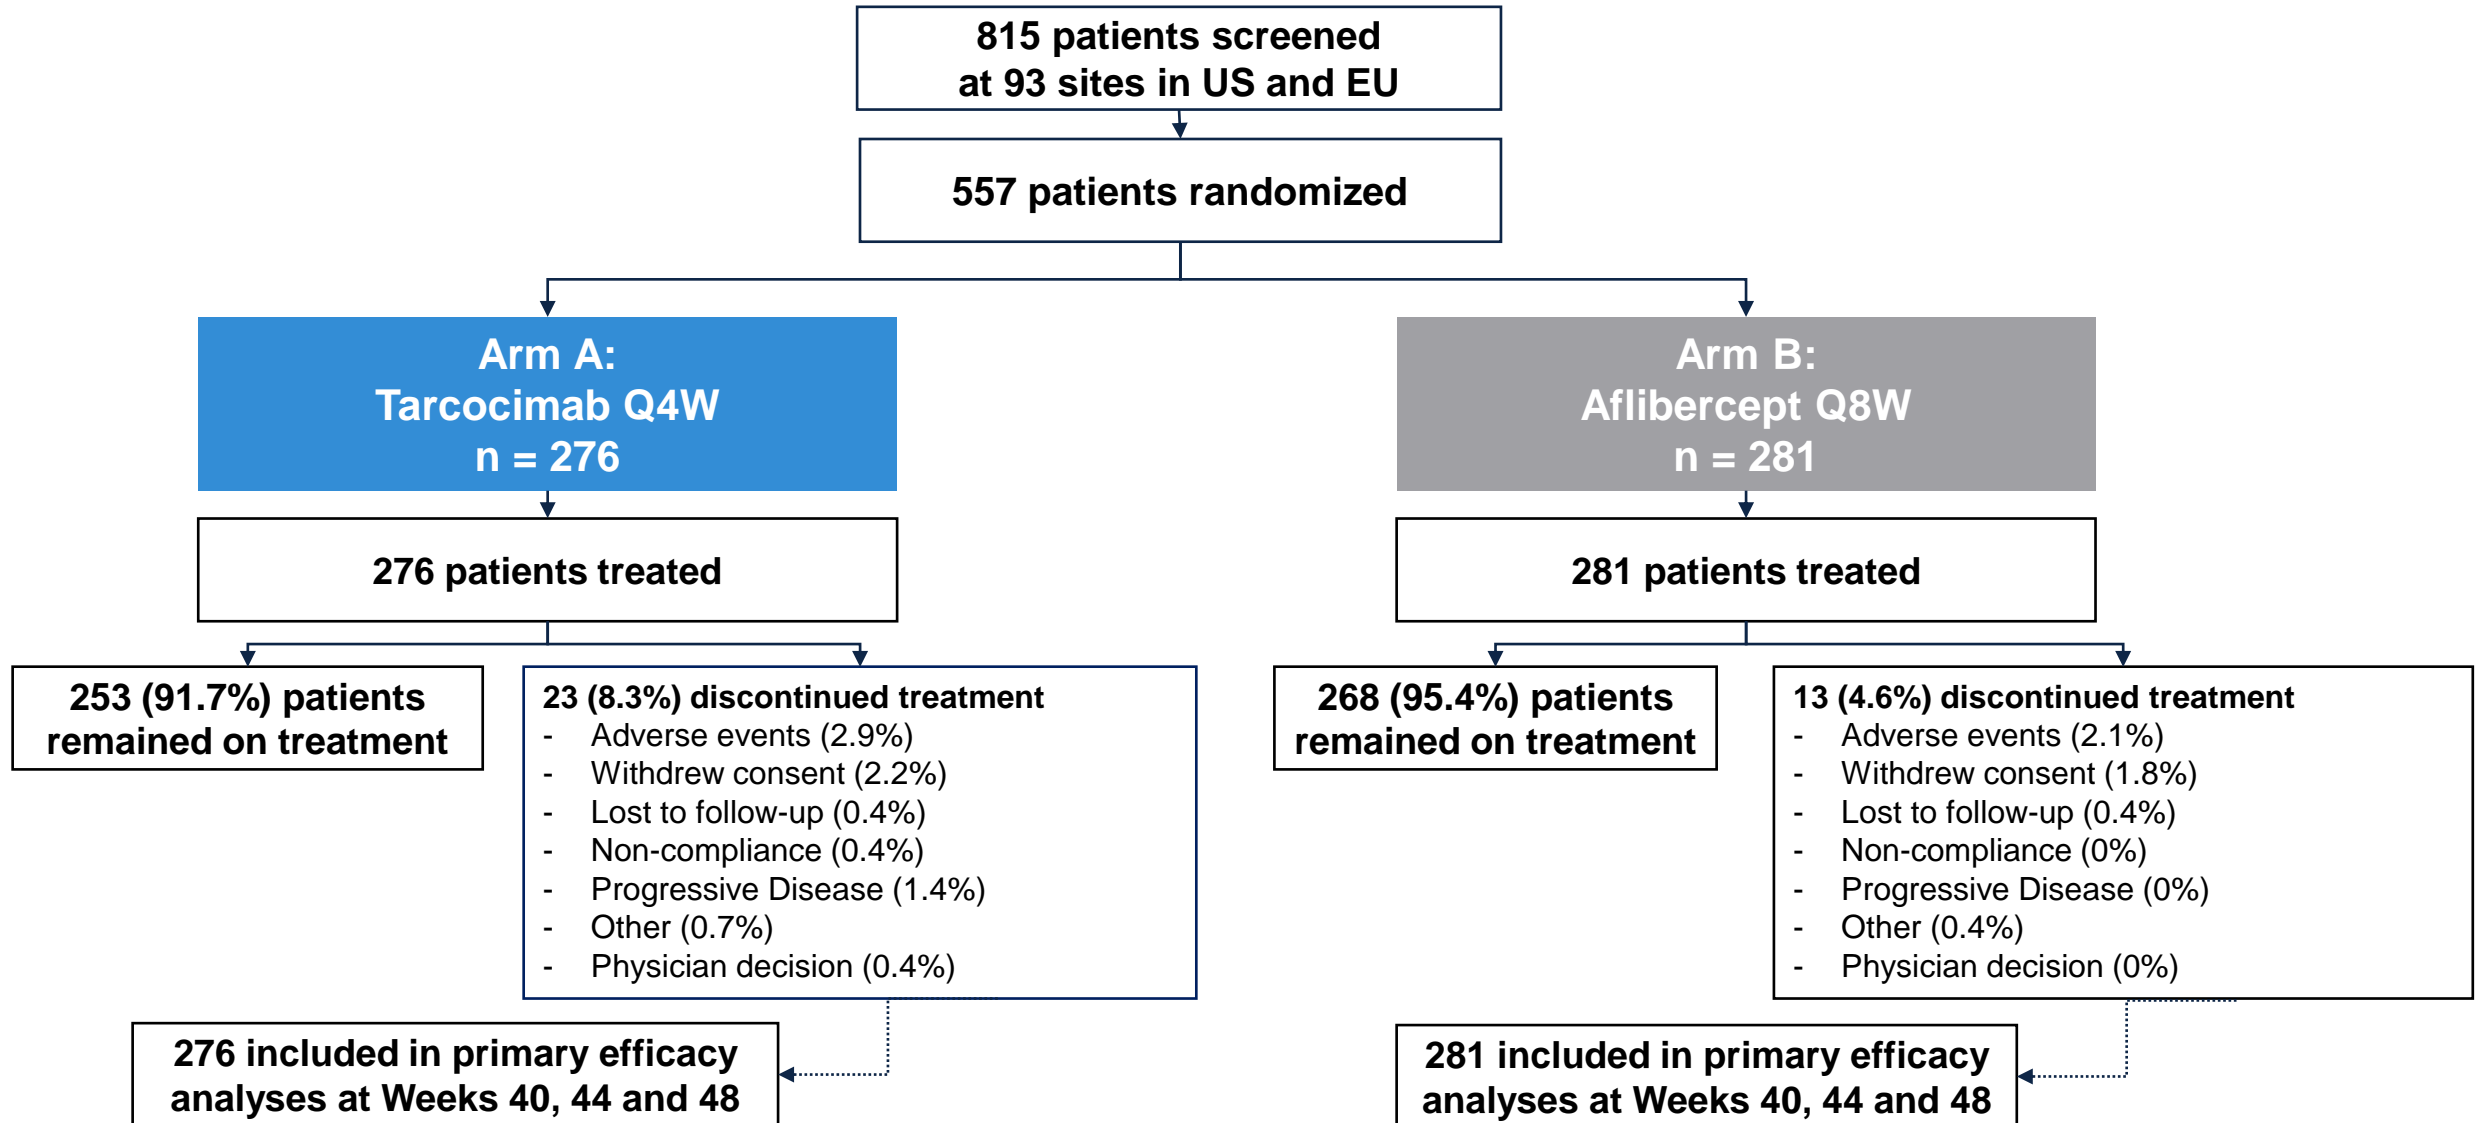 815 patients screened
at 93 sites in US and EU
557 patients randomized
Arm A:
Tarcocimab Q4W
n = 276
Arm B:
Aflibercept Q8W
n = 281
276 patients treated
281 patients treated
253 (91.7%) patients
remained on treatment
23 (8.3%) discontinued treatment
- Adverse events (2.9%)
- Withdrew consent (2.2%)
- Lost to follow-up (0.4%)
- Non-compliance (0.4%)
- Progressive Disease (1.4%)
- Other (0.7%)
- Physician decision (0.4%)
268 (95.4%) patients
remained on treatment
13 (4.6%) discontinued treatment
- Adverse events (2.1%)
- Withdrew consent (1.8%)
- Lost to follow-up (0.4%)
- Non-compliance (0%)
- Progressive Disease (0%)
- Other (0.4%)
- Physician decision (0%)
276 included in primary efficacy
analyses at Weeks 40, 44 and 48
281 included in primary efficacy
analyses at Weeks 40, 44 and 48